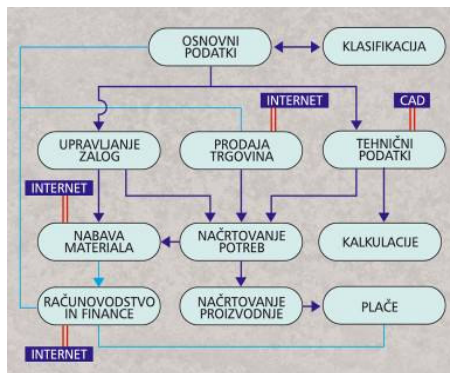 OSNOVNI
PODATKI
KLASIFIKACIJA
INTERNET
CAD
UPRAVLJANJE
ZALOG
PRODAJA
TRGOVINA
TEHNIČNI
PODATKI
INTERNET
NABAVA
MATERIALA
NAČRTOVANJE
POTREB
KALKULACIJE
RAČUNOVODSTVO
IN FINANCE
NAČRTOVANJE
PROIZVODNJE
PLAČE
INTERNET